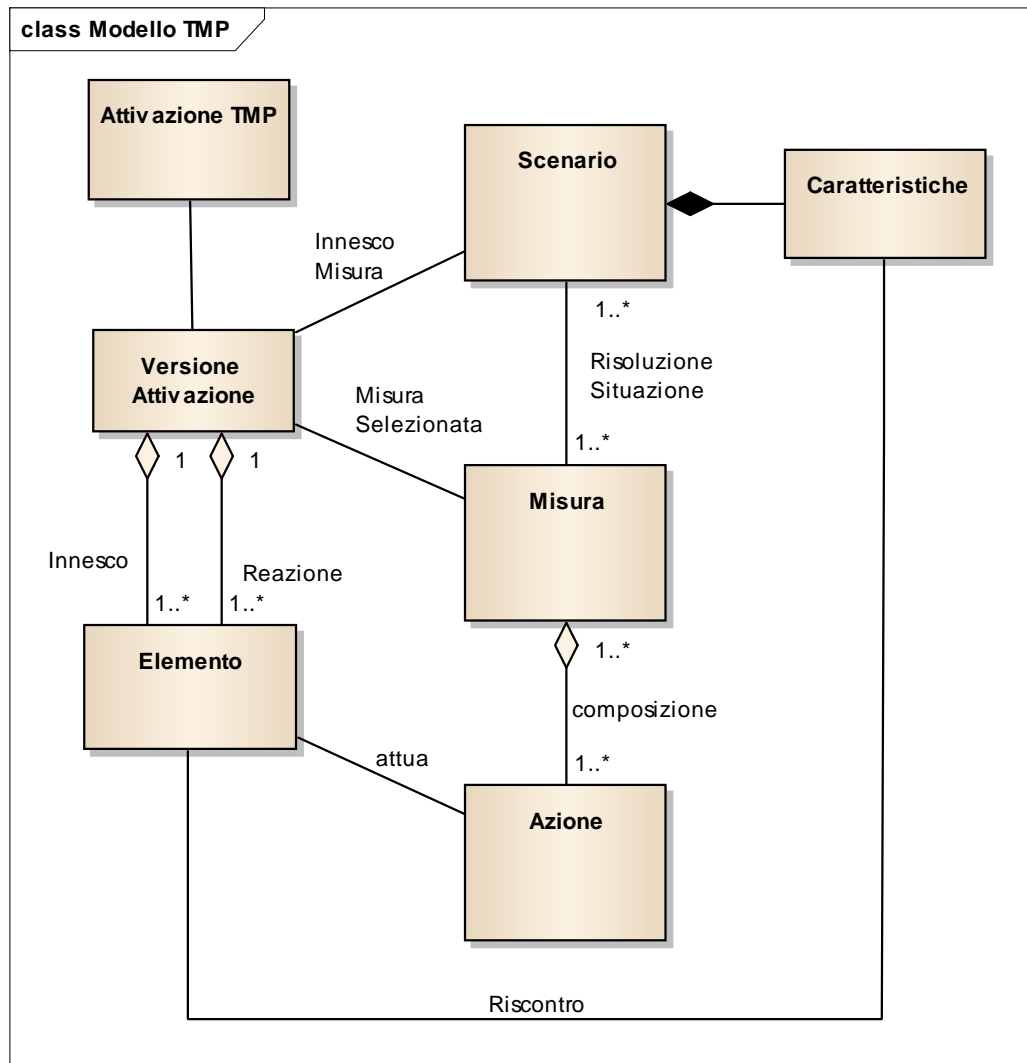 class Modello TMP
Attivazione TMP
Scenario
Caratteristiche
Innesco
Misura
1..*
Versione
Attivazione
Risoluzione
Situazione
Misura
Selezionata
1
1
1..*
Misura
Innesco
Reazione
1..*
1..*
Elemento
1..*
composizione
attua
1..*
Azione
Riscontro